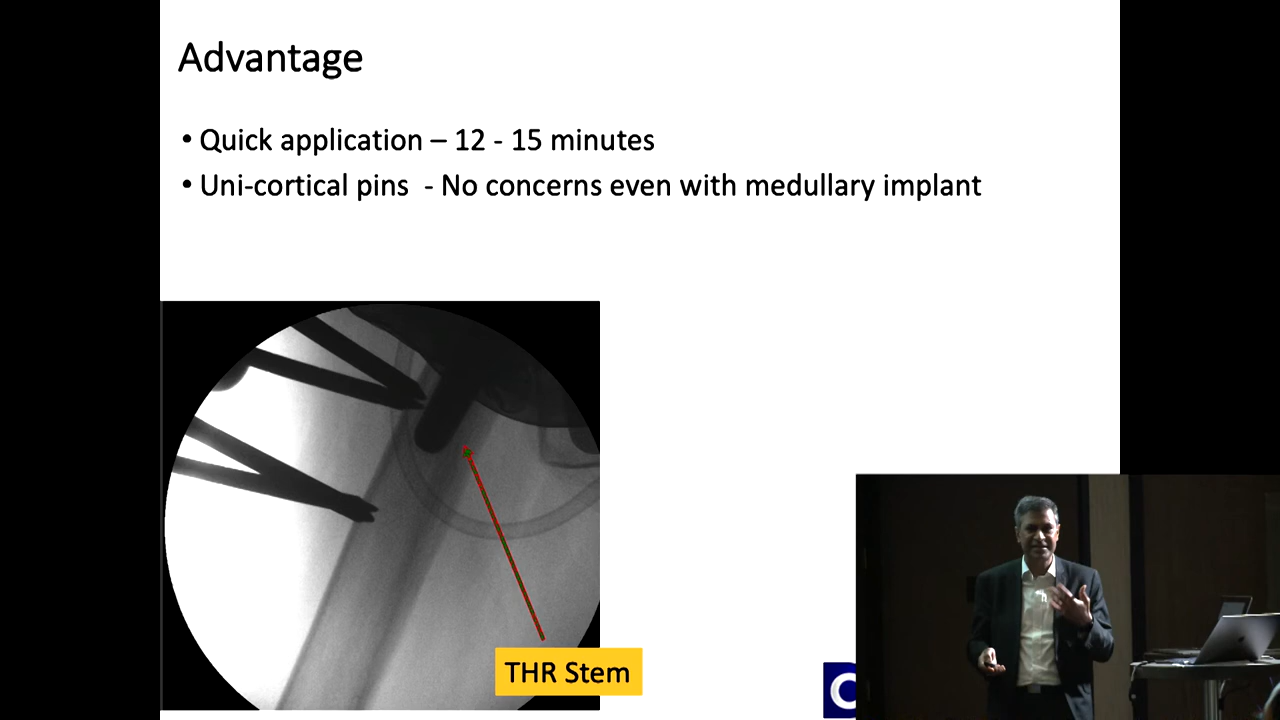 Advantage
• Quick application – 12 - 15 minutes
• Uni-cortical pins - No concerns even with medullary implant
THR Stem
C